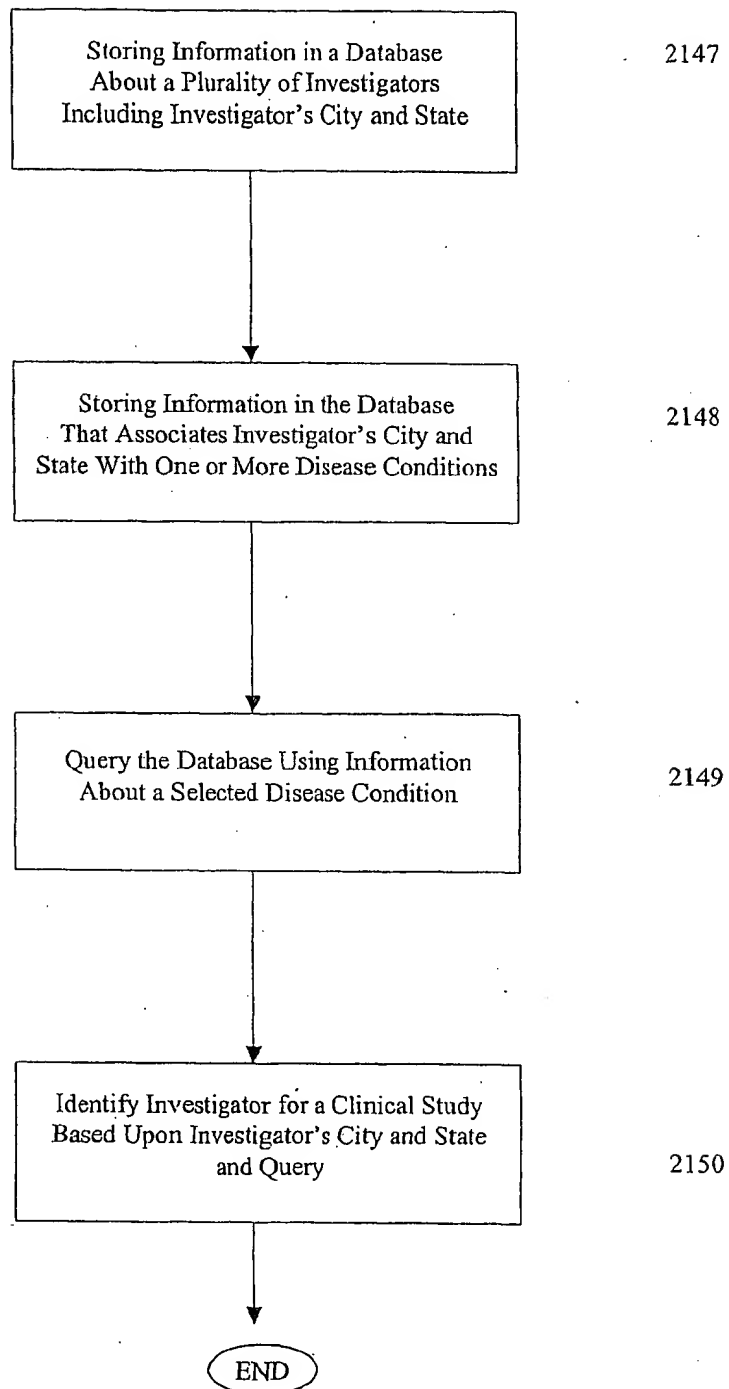 Storing Information in a Database
About a Plurality of Investigators
Including Investigator's City and State
2147
Storing Information in the Database
That Associates Investigator's City and
State With One or More Disease Conditions
2148
Query the Database Using Information
About a Selected Disease Condition
2149
Identify Investigator for a Clinical Study
Based Upon Investigator's City and State
and Query
2150
END